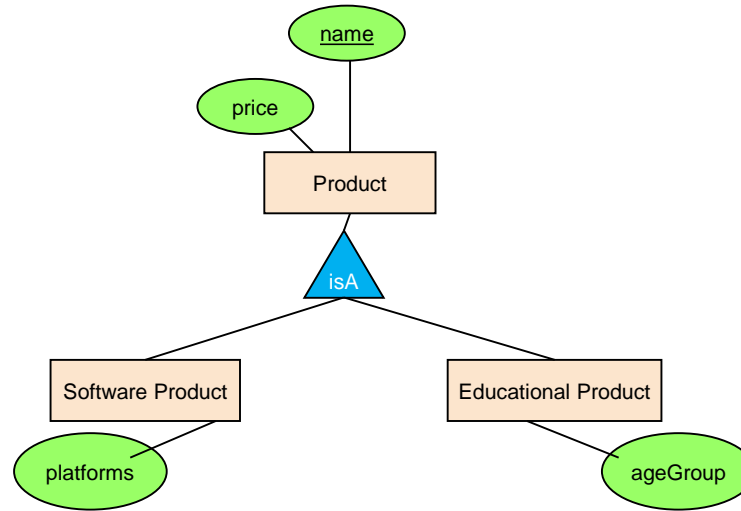 name
price
Product
isA
Software Product
Educational Product
platforms
ageGroup